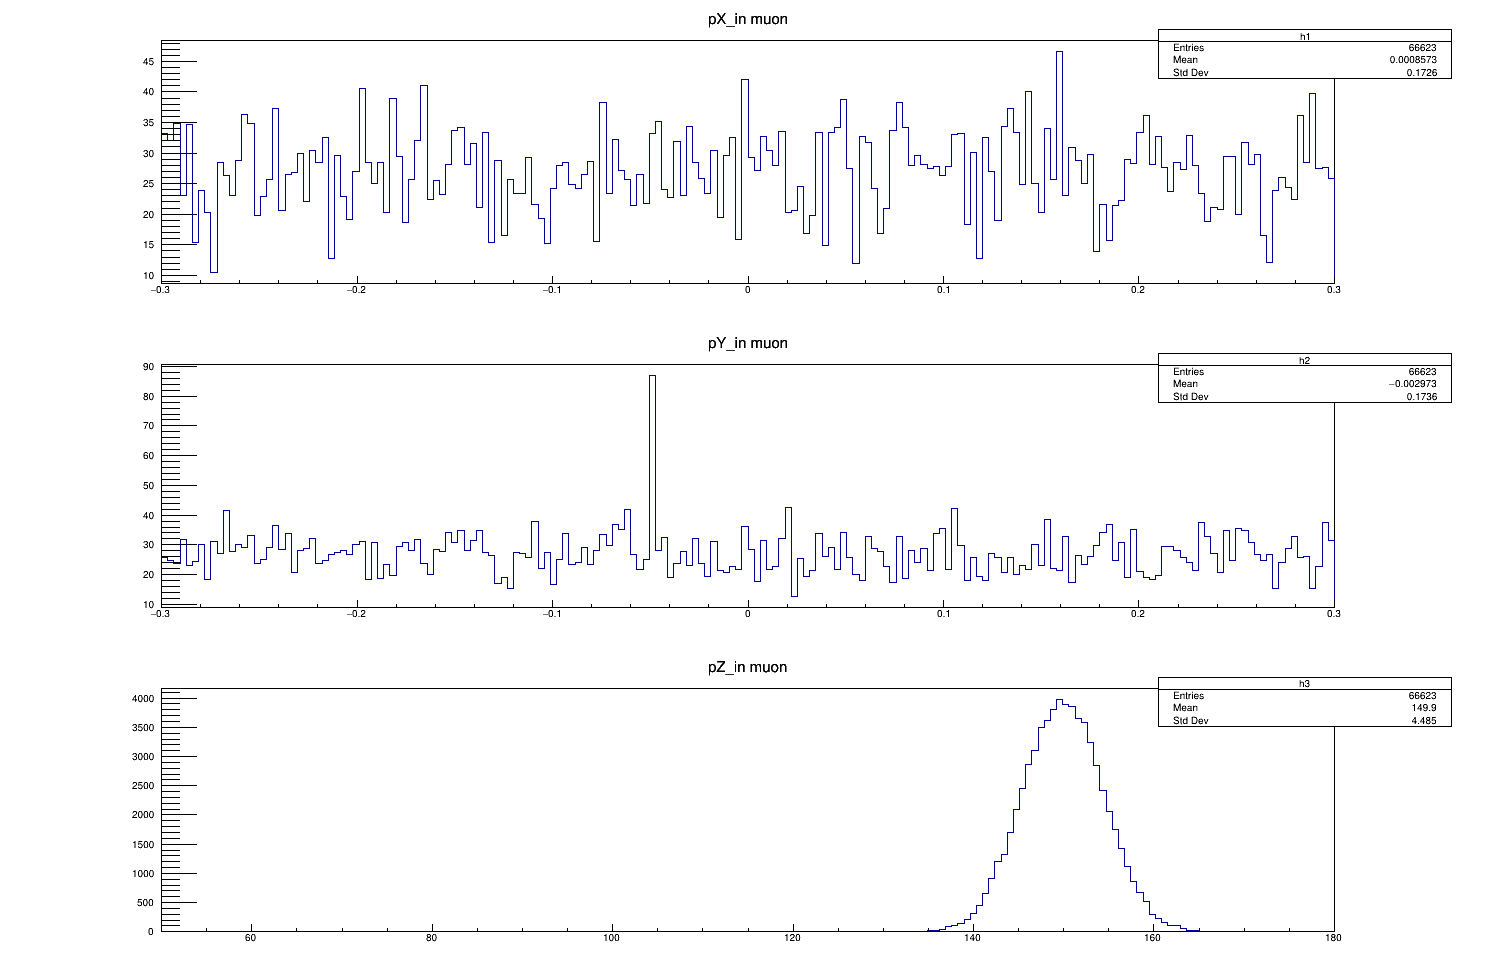 pX_in muon
h1
Entries 66623
Mean 0.0008573
Std Dev 0.1726
45
40
35
30
25
20
15
10
−0.3 −0.2 −0.1 0 0.1 0.2 0.3
pY_in muon
h2
Entries 66623
Mean −0.002973
Std Dev 0.1736
90
80
70
60
50
40
30
20
10
−0.3 −0.2 −0.1 0 0.1 0.2 0.3
pZ_in muon
h3
Entries 66623
Mean 149.9
Std Dev 4.485
4000
3500
3000
2500
2000
1500
1000
500
0
60 80 100 120 140 160 180